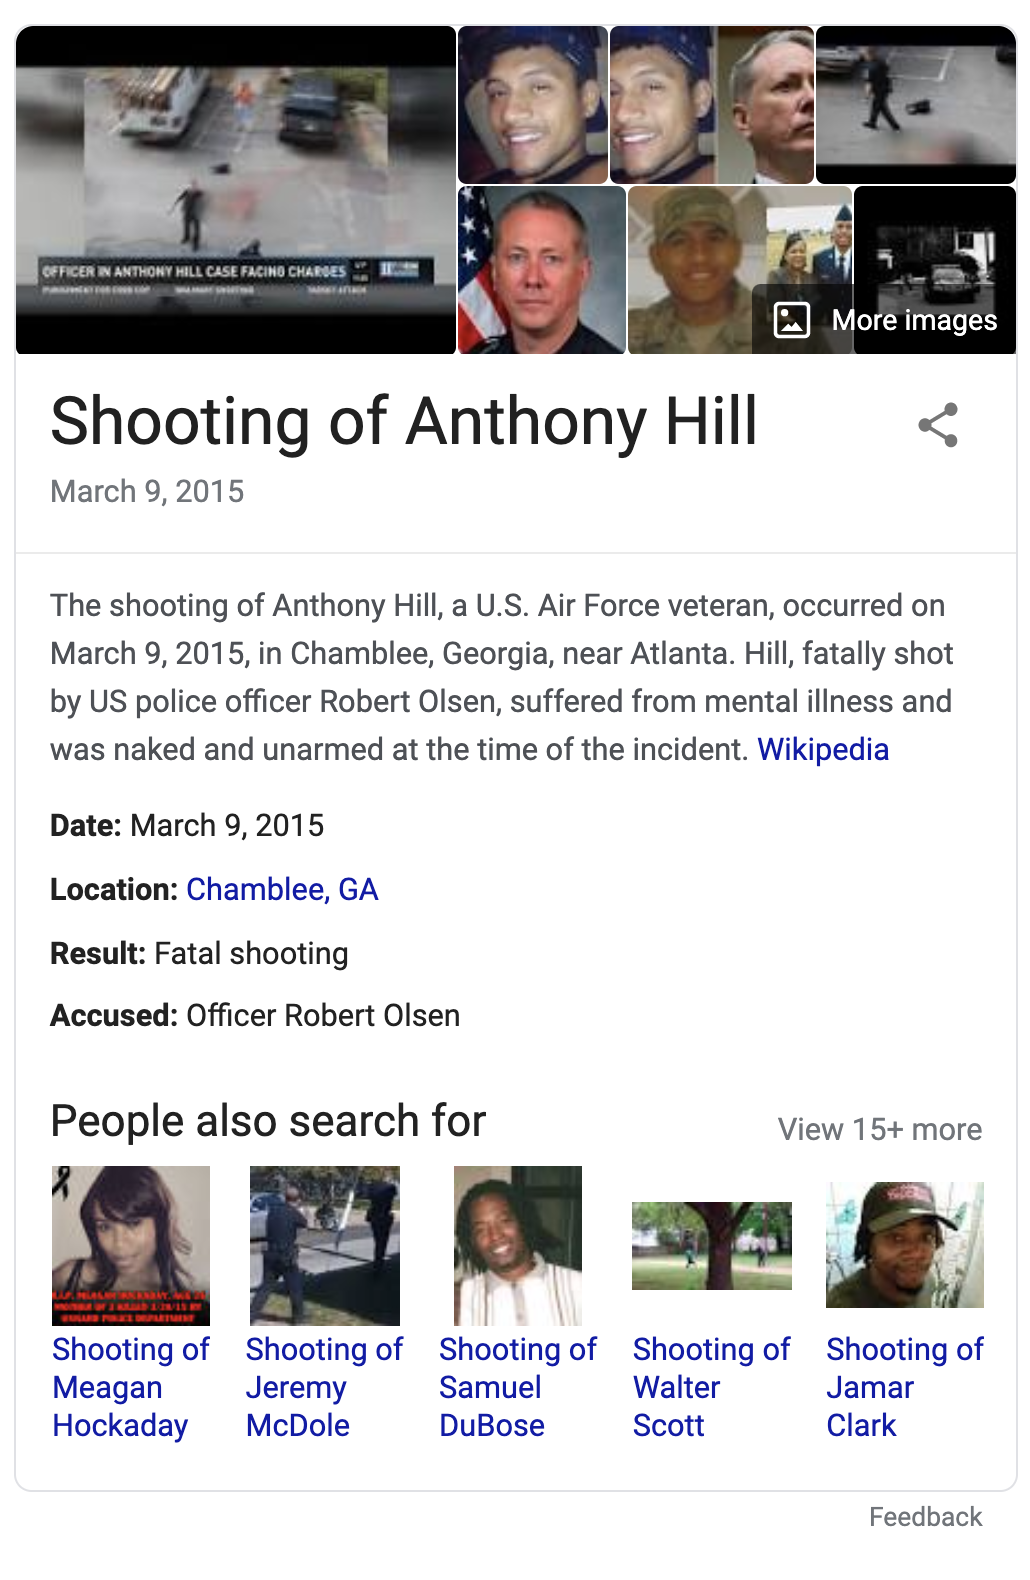 OFFICER IN ANTHONY HILL CASE FACING CHARGES
11
More images
Shooting of Anthony Hill
March 9, 2015
The shooting of Anthony Hill, a U.S. Air Force veteran, occurred on
March 9, 2015, in Chamblee, Georgia, near Atlanta. Hill, fatally shot
by US police officer Robert Olsen, suffered from mental illness and
was naked and unarmed at the time of the incident. Wikipedia
Date: March 9, 2015
Location: Chamblee, GA
Result: Fatal shooting
Accused: Officer Robert Olsen
People also search for
View 15+ more
Shooting of
Meagan
Hockaday
Shooting of
Jeremy
McDole
Shooting of
Samuel
DuBose
Shooting of
Walter
Scott
Shooting of
Jamar
Clark
Feedback